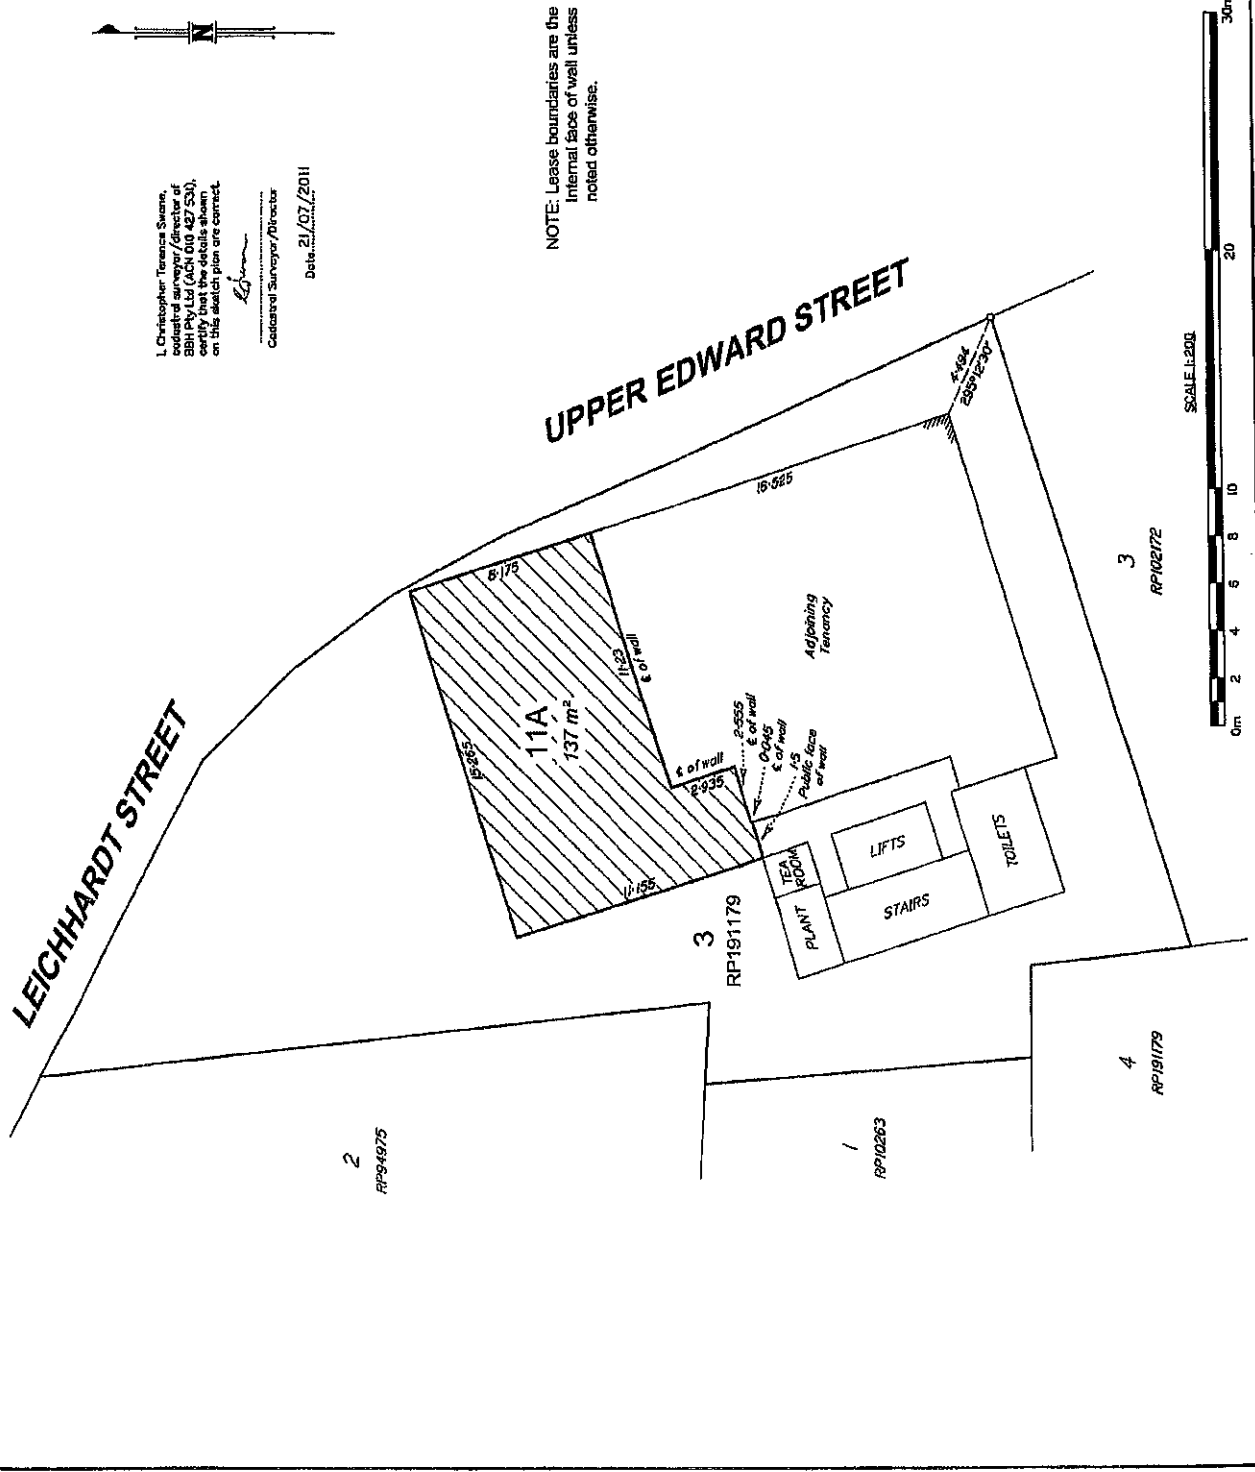 N
I, Christopher Terence Swane,
cadastral surveyor/director of
BBH Pty Ltd (ACN 010 427 531),
certify that the details shown
on this sketch plan are correct.
Cadastral Surveyor/Director
Date 21/07/2011
NOTE: Lease boundaries are the
internal face of wall unless
noted otherwise.
LEICHHARDT STREET
UPPER EDWARD STREET
15·265
8·175
11A
137 m²
11·23
℄ of wall
℄ of wall
2·935
11·155
2·555
℄ of wall
0·045
℄ of wall
1·5
Public face
of wall
16·525
4·494
295°12'30"
Adjoining
Tenancy
TEA
ROOM
PLANT
LIFTS
STAIRS
TOILETS
3
RP191179
2
RP94975
1
RP10263
4
RP191179
3
RP102172
SCALE 1:200
0m 2 4 6 8 10 20 30m